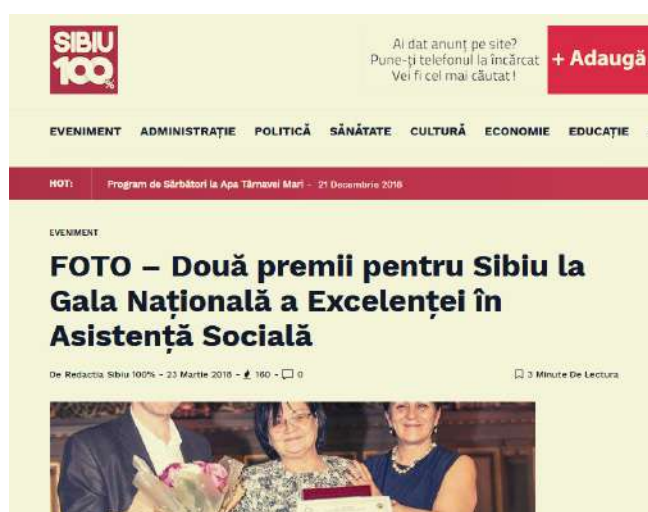 SIBIU
100%
Ai dat anunț pe site?
Pune-ți telefonul la încărcat
Vei fi cel mai căutat!
+ Adaugă
EVENIMENT ADMINISTRAȚIE POLITICĂ SĂNĂTATE CULTURĂ ECONOMIE EDUCAȚIE
HOT: Program de Sărbători la Apa Târnavei Mari - 21 Decembrie 2018
EVENIMENT
FOTO – Două premii pentru Sibiu la
Gala Națională a Excelenței în
Asistență Socială
De Redactia Sibiu 100% - 23 Martie 2018 - 160 - 0 3 Minute De Lectura